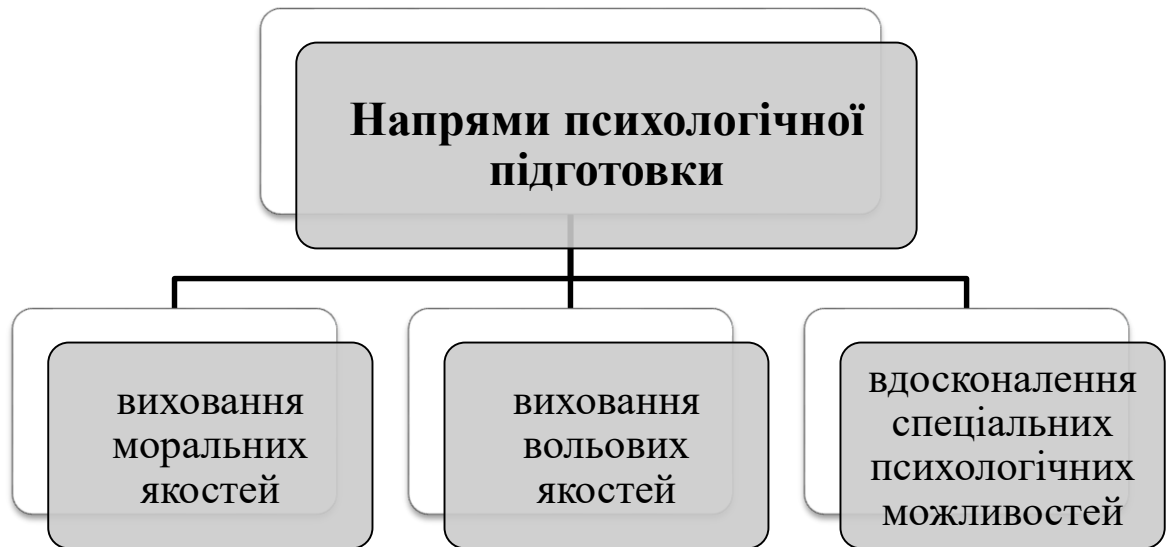 Напрями психологічної
підготовки
виховання
моральних
якостей
виховання
вольових
якостей
вдосконалення
спеціальних
психологічних
можливостей